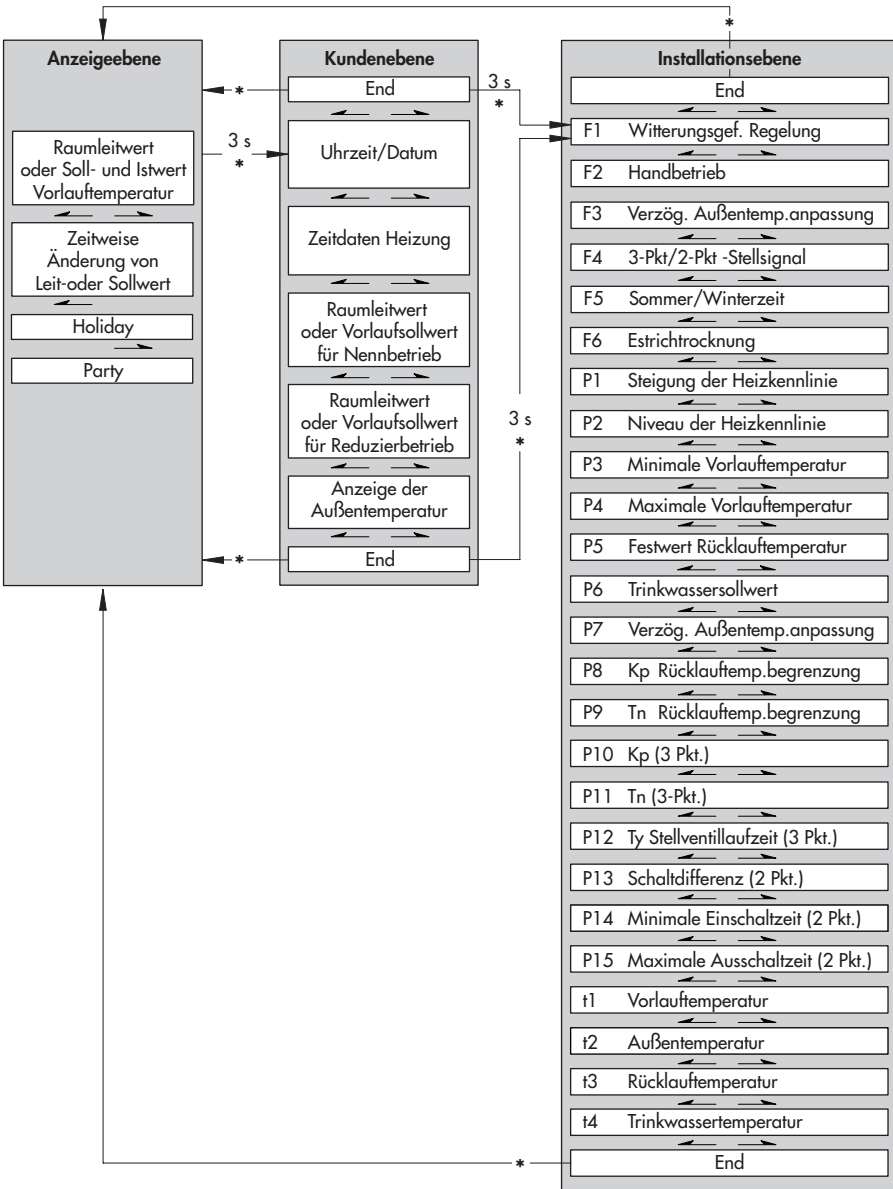 *
Anzeigeebene
Raumleitwert
oder Soll- und Istwert
Vorlauftemperatur
Zeitweise
Änderung von
Leit-oder Sollwert
Holiday
Party
*
3 s
*
*
Kundenebene
End
Uhrzeit/Datum
Zeitdaten Heizung
Raumleitwert
oder Vorlaufsollwert
für Nennbetrieb
Raumleitwert
oder Vorlaufsollwert
für Reduzierbetrieb
Anzeige der
Außentemperatur
End
3 s
*
3 s
*
Installationsebene
End
F1 Witterungsgef. Regelung
F2 Handbetrieb
F3 Verzög. Außentemp.anpassung
F4 3-Pkt/2-Pkt -Stellsignal
F5 Sommer/Winterzeit
F6 Estrichtrocknung
P1 Steigung der Heizkennlinie
P2 Niveau der Heizkennlinie
P3 Minimale Vorlauftemperatur
P4 Maximale Vorlauftemperatur
P5 Festwert Rücklauftemperatur
P6 Trinkwassersollwert
P7 Verzög. Außentemp.anpassung
P8 Kp Rücklauftemp.begrenzung
P9 Tn Rücklauftemp.begrenzung
P10 Kp (3 Pkt.)
P11 Tn (3-Pkt.)
P12 Ty Stellventillaufzeit (3 Pkt.)
P13 Schaltdifferenz (2 Pkt.)
P14 Minimale Einschaltzeit (2 Pkt.)
P15 Maximale Ausschaltzeit (2 Pkt.)
t1 Vorlauftemperatur
t2 Außentemperatur
t3 Rücklauftemperatur
t4 Trinkwassertemperatur
End
*